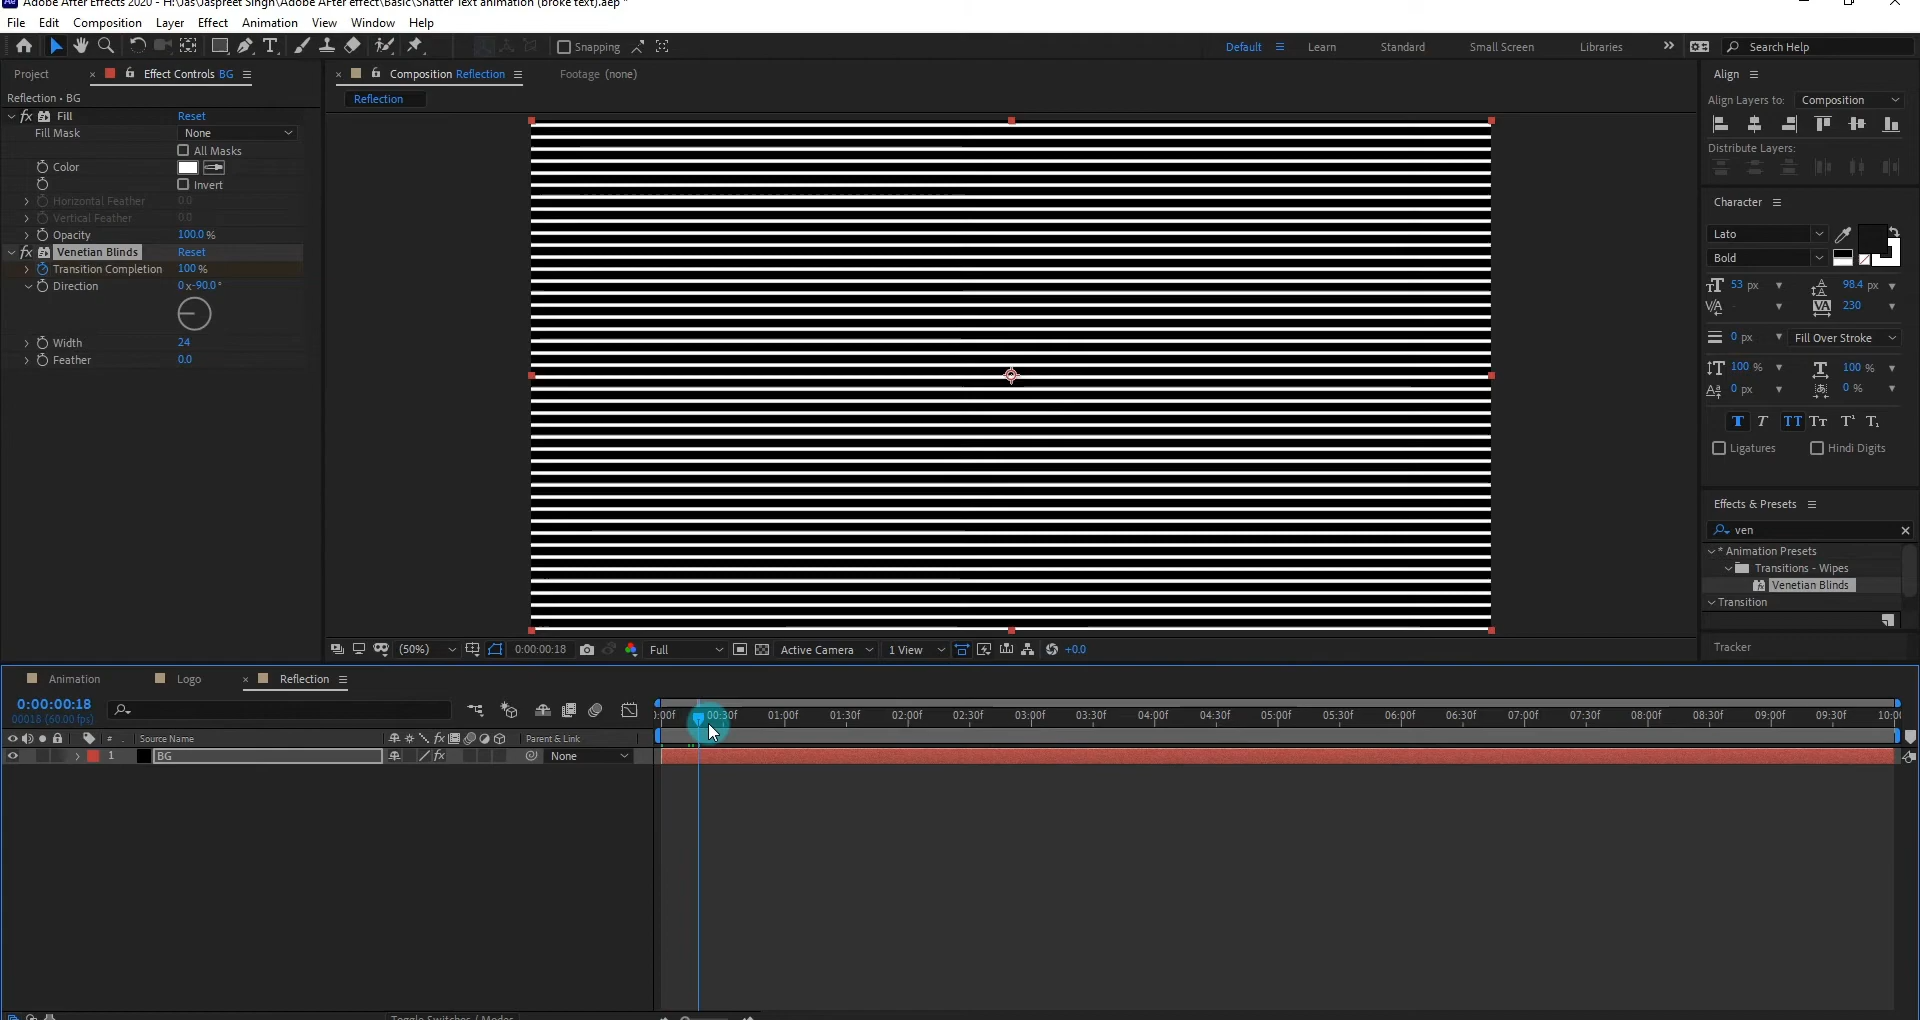 Adobe After Effects 2020 - H:\Jas\Jaspreet Singh\Adobe AFter effect\Basic\Shatter Text animation (broke text).aep *
File Edit Composition Layer Effect Animation View Window Help
Snapping
Default Learn Standard Small Screen Libraries Search Help
Project Effect Controls BG
Composition Reflection
Footage (none)
Align
Reflection • BG
Reflection
Align Layers to: Composition
fx Fill Reset
Fill Mask None
All Masks
Distribute Layers:
Color
Invert
Horizontal Feather 0.0
Vertical Feather 0.0
Opacity 100.0 %
fx Venetian Blinds Reset
Transition Completion 100 %
Direction 0x-90.0°
Width 24
Feather 0.0
Character
Lato
Bold
53 px 98.4 px
230
0 px Fill Over Stroke
100 % 100 %
0 px 0 %
T T TT Tt T¹ T₁
Ligatures Hindi Digits
Effects & Presets
ven
* Animation Presets
Transitions - Wipes
Venetian Blinds
Transition
Tracker
(50%) 0:00:00:18 Full Active Camera 1 View +0.0
Animation Logo Reflection
0:00:00:18
00018 (60.00 fps)
:00f 00:30f 01:00f 01:30f 02:00f 02:30f 03:00f 03:30f 04:00f 04:30f 05:00f 05:30f 06:00f 06:30f 07:00f 07:30f 08:00f 08:30f 09:00f 09:30f 10:00
# Source Name Parent & Link
1 BG None
Toggle Switches / Modes